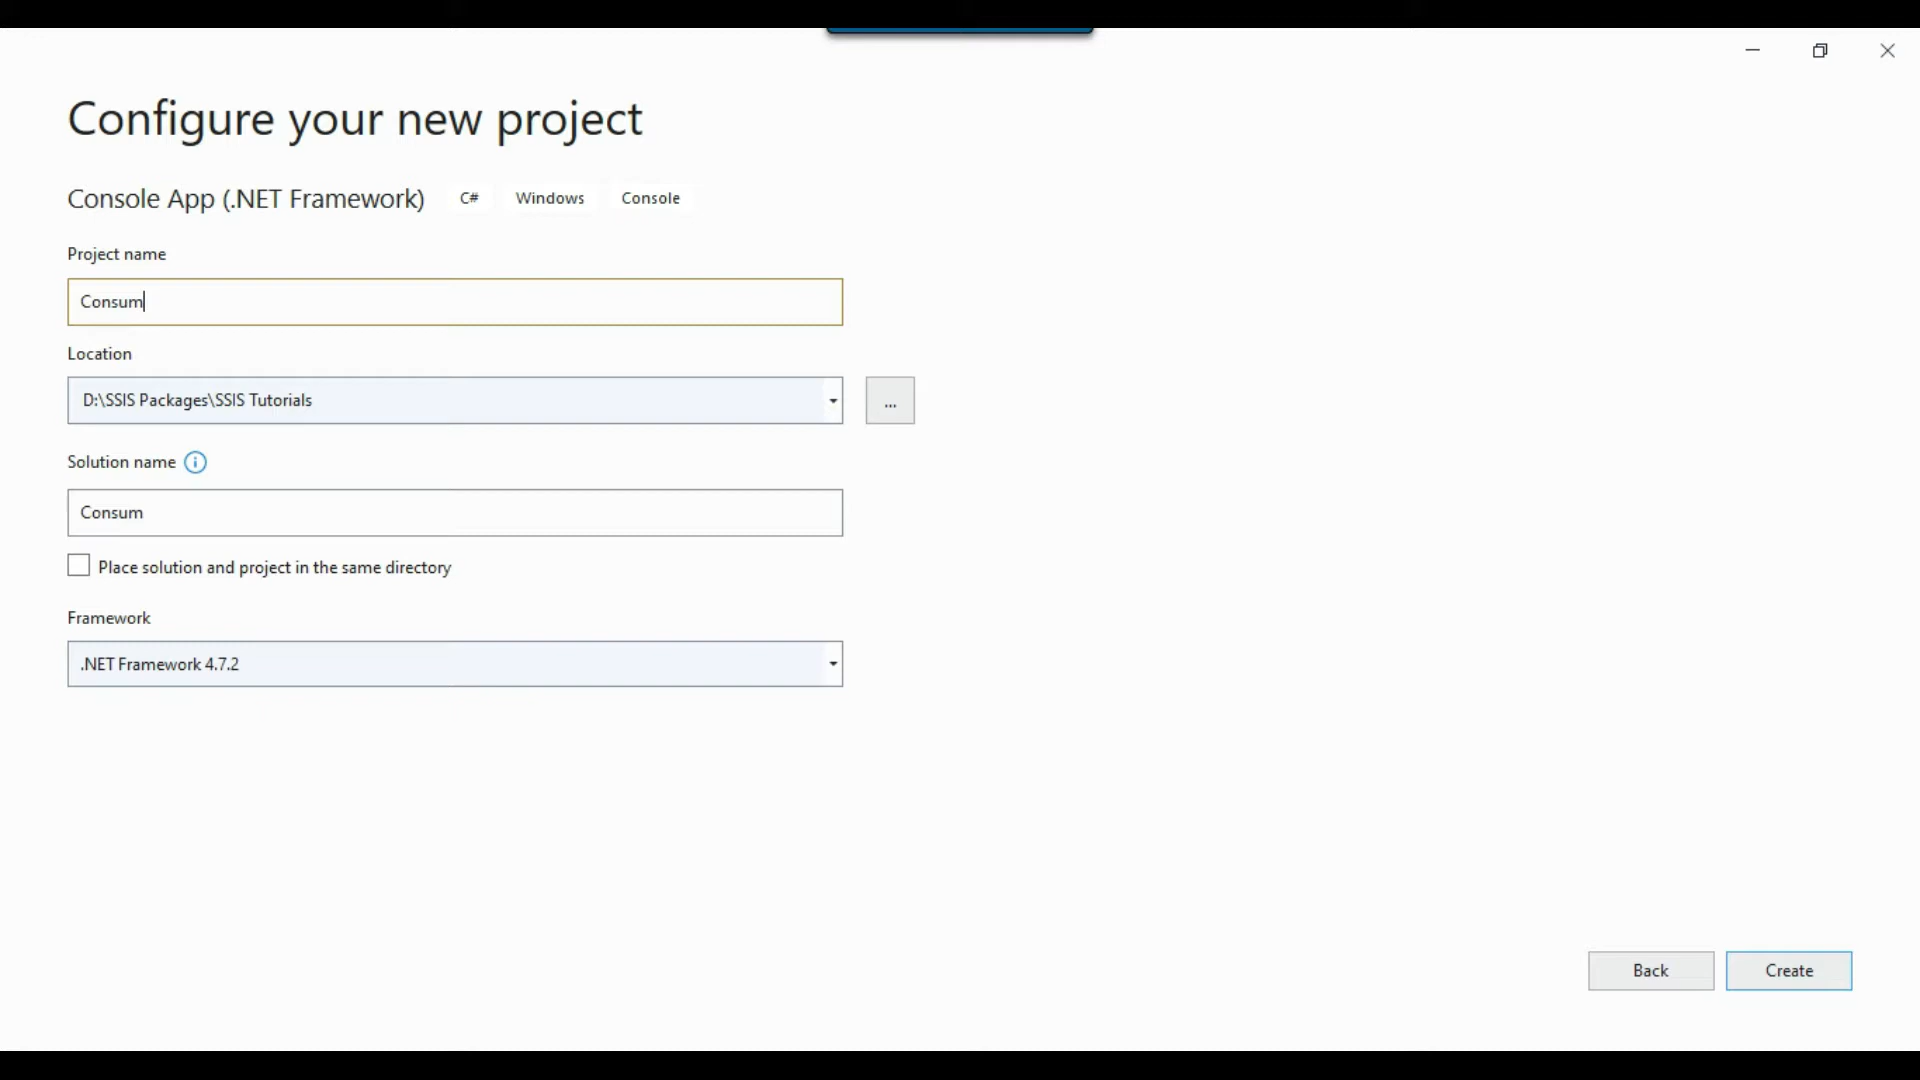 Configure your new project
Console App (.NET Framework) C# Windows Console
Project name
Consum
Location
D:\SSIS Packages\SSIS Tutorials
...
Solution name
Consum
Place solution and project in the same directory
Framework
.NET Framework 4.7.2
Back Create